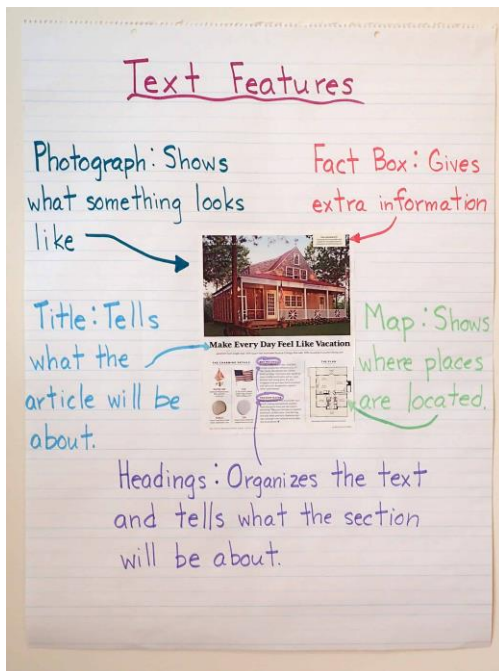 Text Features
Photograph: Shows
what something looks
like
Fact Box: Gives
extra information
Make Every Day Feel Like Vacation
THE PLAN
Title: Tells
what the
article will be
about.
Map: Shows
where places
are located.
Headings: Organizes the text
and tells what the section
will be about.